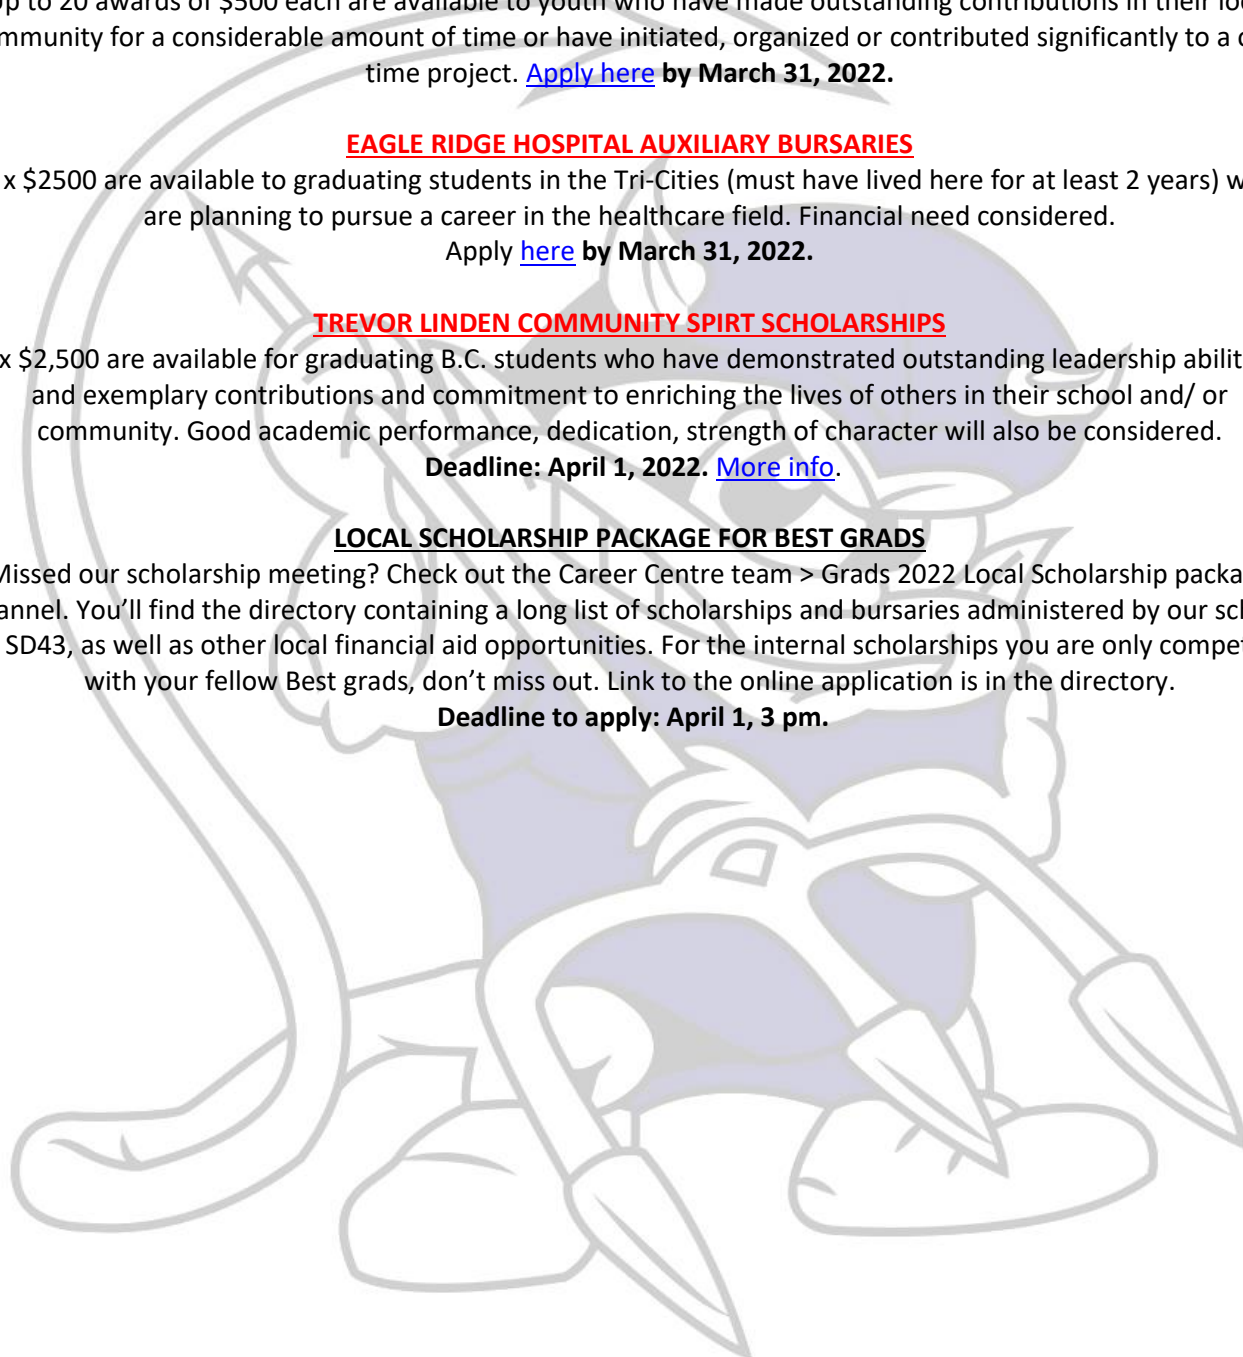 to 20 awards of $500 each are available to youth who have made outstanding contributions in their
for a considerable amount of time or have initiated, organized or contributed significantly to a
time project. Apply here by March 31, 2022.
EAGLE RIDGE HOSPITAL AUXILIARY BURSARIES
x $2500 are available to graduating students in the Tri-Cities (must have lived here for at least 2 years)
are planning to pursue a career in the healthcare field. Financial need considered.
Apply here by March 31, 2022.
TREVOR LINDEN COMMUNITY SPIRT SCHOLARSHIPS
x $2,500 are available for graduating B.C. students who have demonstrated outstanding leadership
and exemplary contributions and commitment to enriching the lives of others in their school and/ or
community. Good academic performance, dedication, strength of character will also be considered.
Deadline: April 1, 2022. More info.
LOCAL SCHOLARSHIP PACKAGE FOR BEST GRADS
Missed our scholarship meeting? Check out the Career Centre team > Grads 2022 Local Scholarship
You'll find the directory containing a long list of scholarships and bursaries administered by our
SD43, as well as other local financial aid opportunities. For the internal scholarships you are only
with your fellow Best grads, don't miss out. Link to the online application is in the directory.
Deadline to apply: April 1, 3 pm.